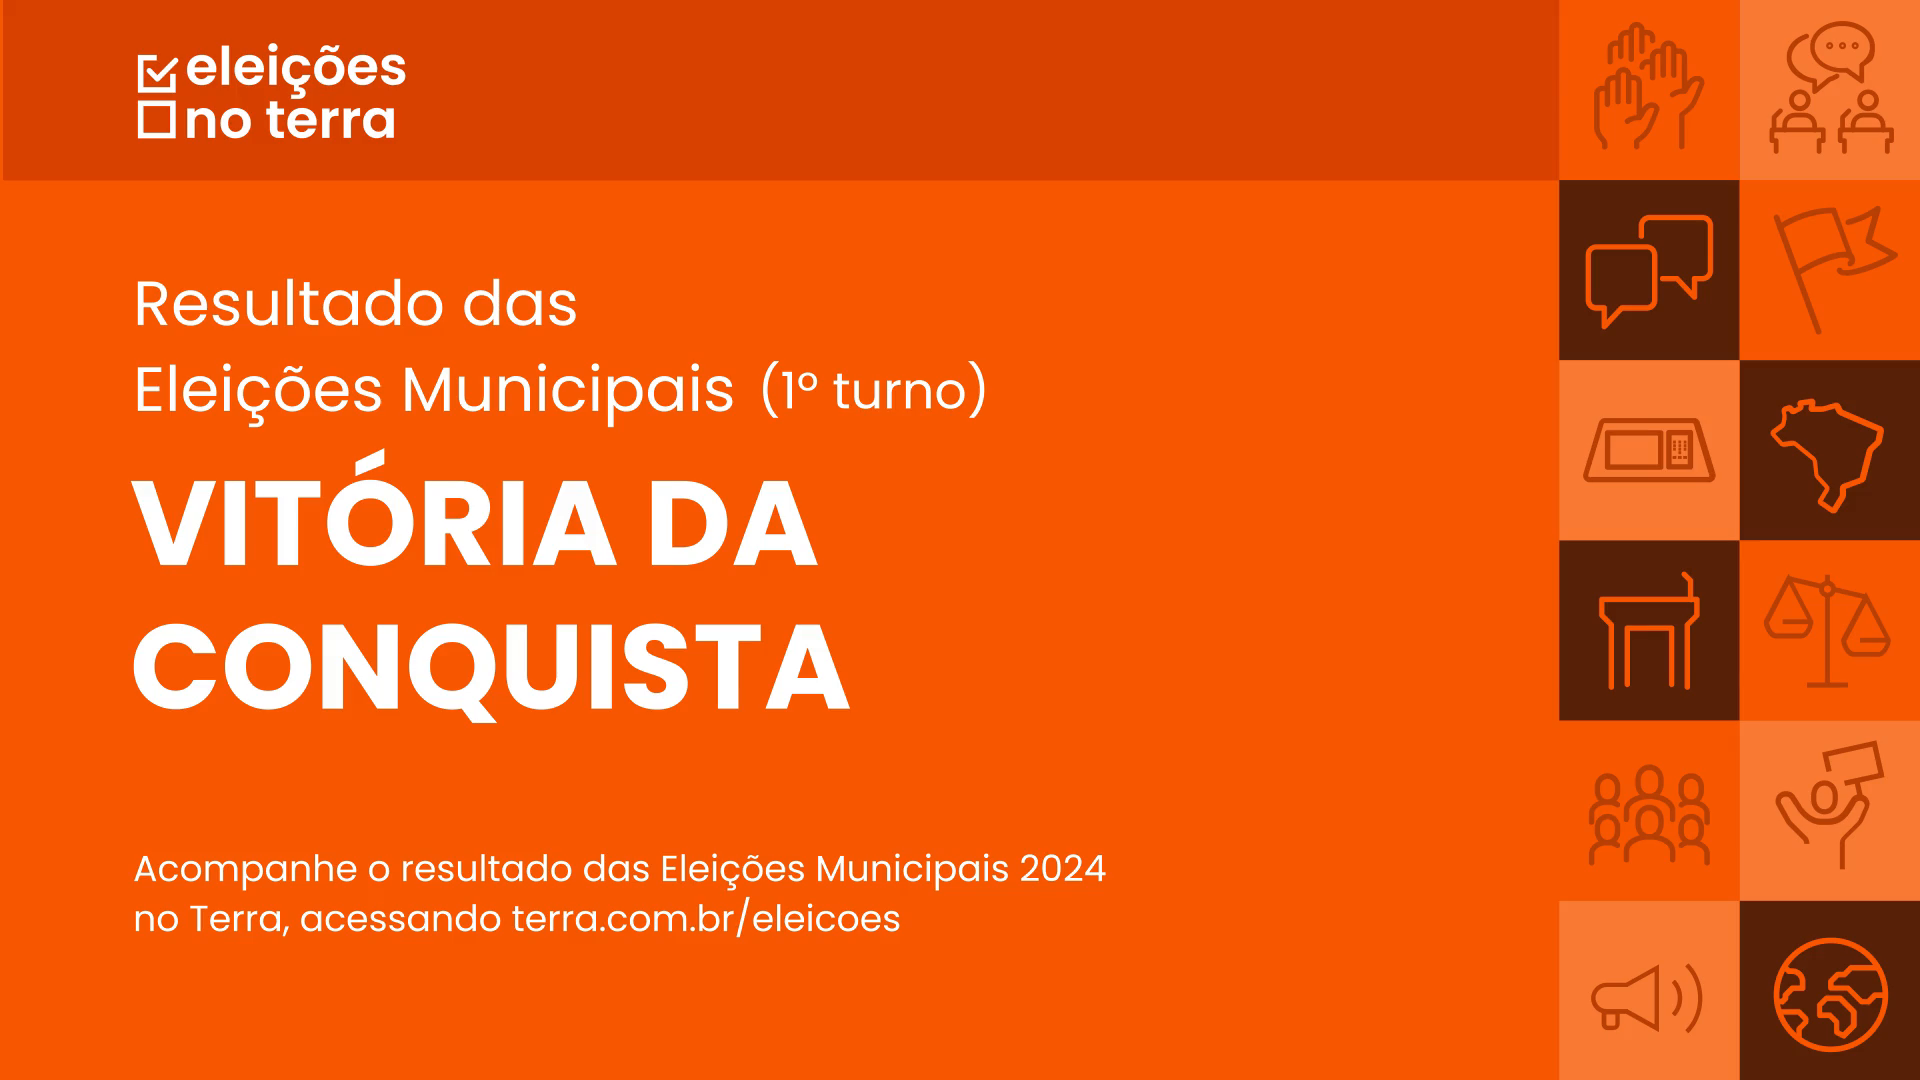 eleições
no terra
Resultado das
Eleições Municipais (1º turno)
VITÓRIA DA
CONQUISTA
Acompanhe o resultado das Eleições Municipais 2024
no Terra, acessando terra.com.br/eleicoes